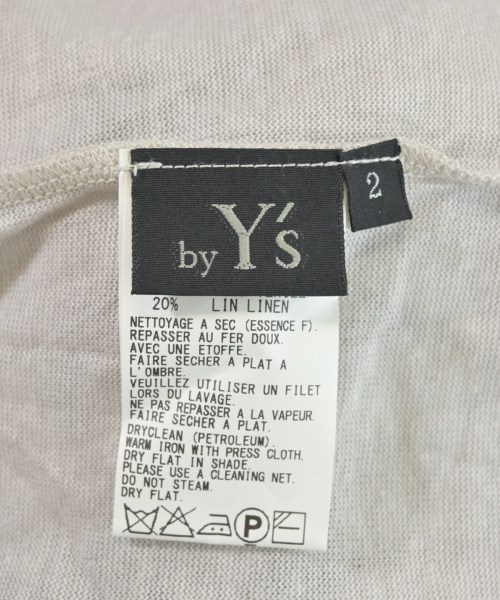 by Y's
2
20% LIN LINEN
NETTOYAGE A SEC (ESSENCE F).
REPASSER AU FER DOUX.
AVEC UNE ETOFFE.
FAIRE SECHER A PLAT A
L'OMBRE.
VEUILLEZ UTILISER UN FILET
LORS DU LAVAGE.
NE PAS REPASSER A LA VAPEUR.
FAIRE SÉCHER A PLAT.
DRYCLEAN (PETROLEUM).
WARM IRON WITH PRESS CLOTH.
DRY FLAT IN SHADE.
PLEASE USE A CLEANING NET.
DO NOT STEAM.
DRY FLAT.
P